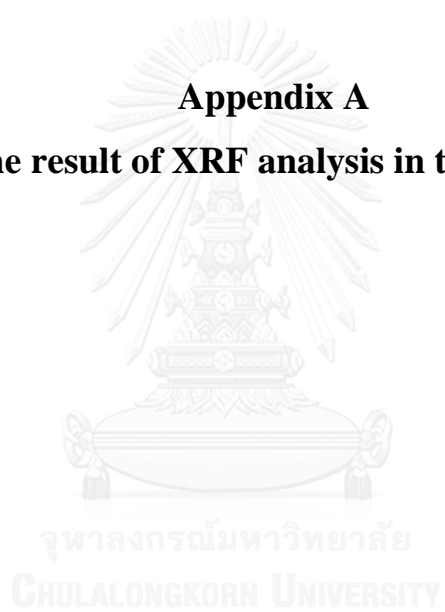 Appendix A
e result of XRF analysis in t
จุฬาลงกรณ์มหาวิทยาลัย
CHULALONGKORN UNIVERSITY